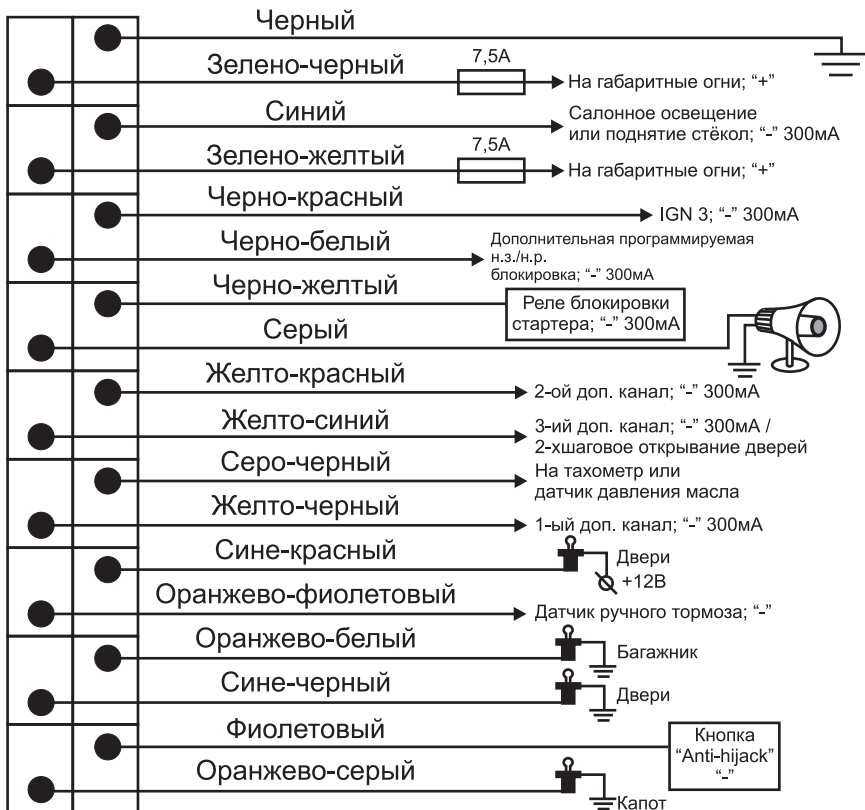 Черный
Зелено-черный
7,5А
На габаритные огни; “+”
Синий
Салонное освещение
или поднятие стёкол; “-” 300мА
Зелено-желтый
7,5А
На габаритные огни; “+”
Черно-красный
IGN 3; “-” 300мА
Черно-белый
Дополнительная программируемая
н.з./н.р.
блокировка; “-” 300мА
Черно-желтый
Реле блокировки
стартера; “-” 300мА
Серый
Желто-красный
2-ой доп. канал; “-” 300мА
Желто-синий
3-ий доп. канал; “-” 300мА /
2-хшаговое открывание дверей
Серо-черный
На тахометр или
датчик давления масла
Желто-черный
1-ый доп. канал; “-” 300мА
Сине-красный
Двери
+12В
Оранжево-фиолетовый
Датчик ручного тормоза; “-”
Оранжево-белый
Багажник
Сине-черный
Двери
Фиолетовый
Кнопка
“Anti-hijack”
“-”
Оранжево-серый
Капот